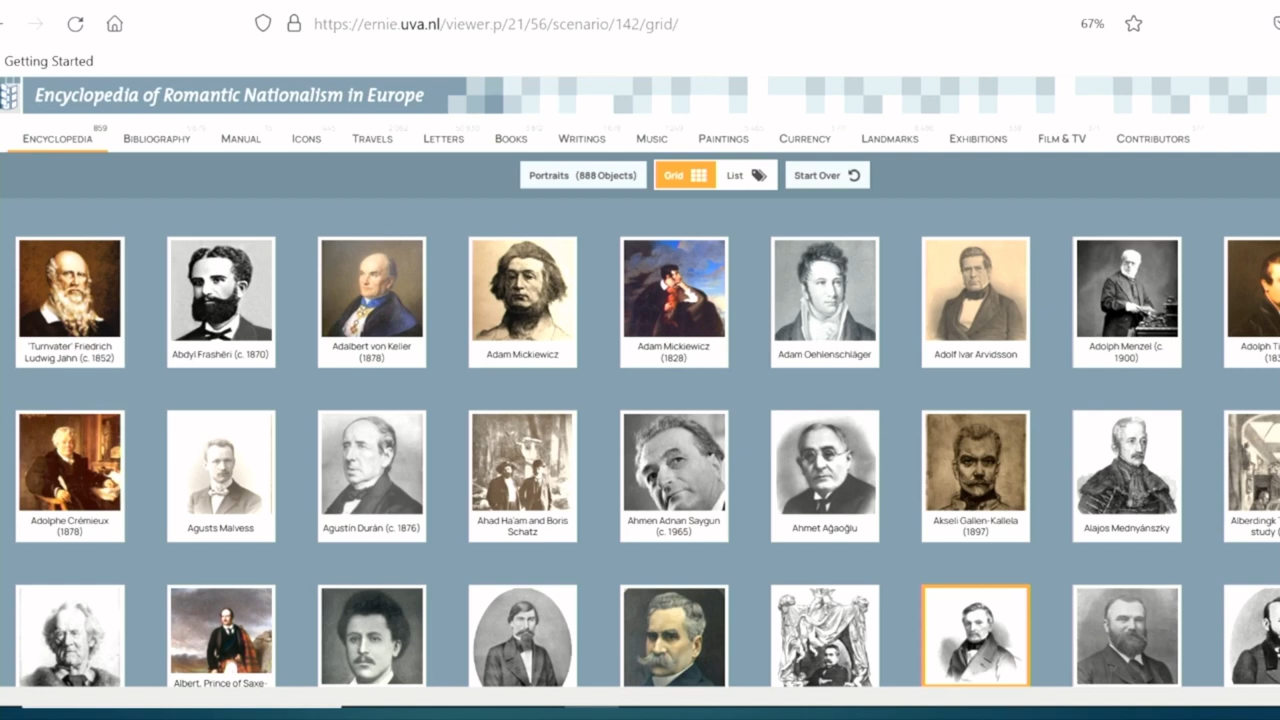 https://ernie.uva.nl/viewer.p/21/56/scenario/142/grid/
67%
Getting Started
Encyclopedia of Romantic Nationalism in Europe
859
ENCYCLOPEDIA BIBLIOGRAPHY MANUAL ICONS TRAVELS LETTERS BOOKS WRITINGS MUSIC PAINTINGS CURRENCY LANDMARKS EXHIBITIONS FILM & TV CONTRIBUTORS
Portraits (888 Objects) Grid List Start Over
'Turnvater' Friedrich
Ludwig Jahn (c. 1852)
Abdyl Frashëri (c. 1870)
Adalbert von Keller
(1878)
Adam Mickiewicz
Adam Mickiewicz
(1828)
Adam Oehlenschläger
Adolf Ivar Arvidsson
Adolph Menzel (c.
1900)
Adolph
Adolphe Crémieux
(1878)
Agusts Malvess
Agustín Durán (c. 1876)
Ahad Ha'am and Boris
Schatz
Ahmen Adnan Saygun
(c. 1965)
Ahmet Ağaoğlu
Akseli Gallen-Kallela
(1897)
Alajos Mednyánszky
Alberdingk
study
Albert, Prince of Saxe-